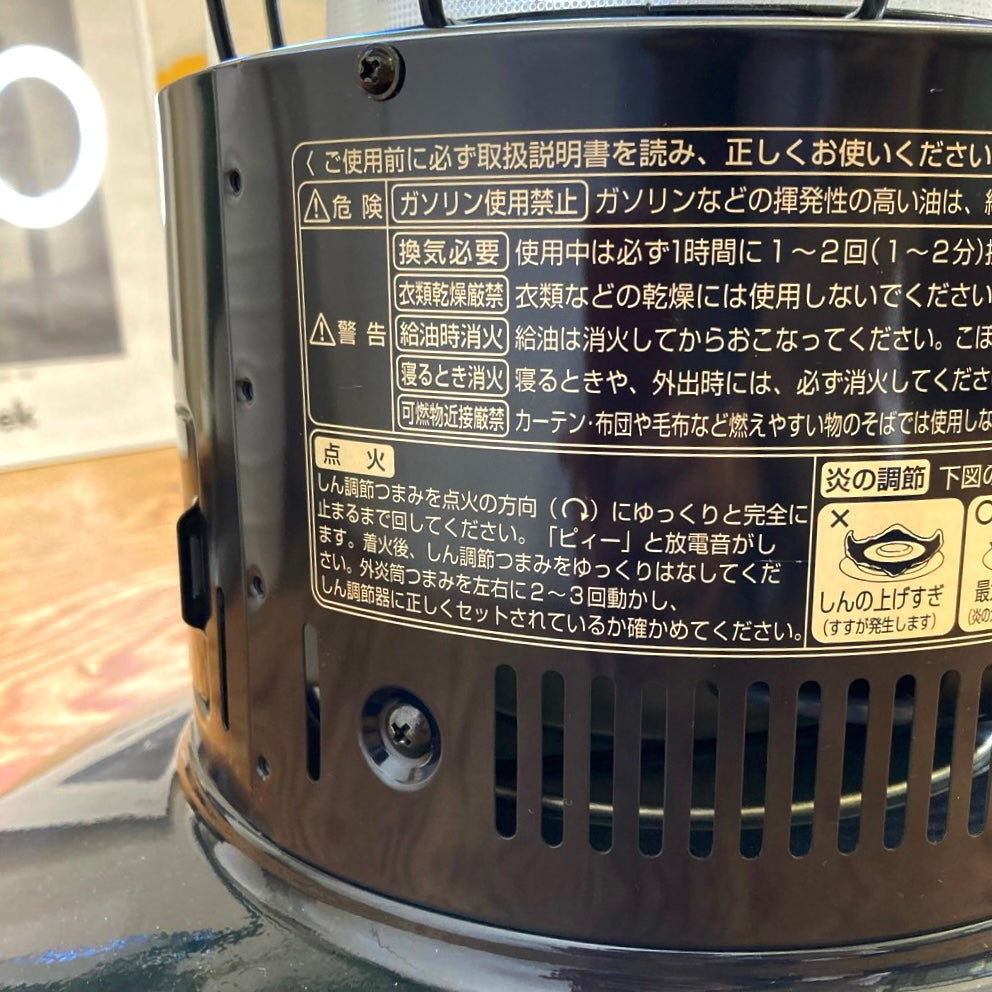 〈 ご使用前に必ず取扱説明書を読み、正しくお使いください
⚠危険 ガソリン使用禁止 ガソリンなどの揮発性の高い油は、
⚠警告
換気必要 使用中は必ず1時間に1〜2回(1〜2分)
衣類乾燥厳禁 衣類などの乾燥には使用しないでください
給油時消火 給油は消火してからおこなってください。こぼ
寝るとき消火 寝るときや、外出時には、必ず消火してくださ
可燃物近接厳禁 カーテン・布団や毛布など燃えやすい物のそばでは使用しな
点火
しん調節つまみを点火の方向(↷)にゆっくりと完全に
止まるまで回してください。「ピィー」と放電音がし
ます。着火後、しん調節つまみをゆっくりはなしてくだ
さい。外炎筒つまみを左右に2〜3回動かし、
しん調節器に正しくセットされているか確かめてください。
炎の調節 下図の
×
しんの上げすぎ
(すすが発生します)
○
最
(炎の
ek